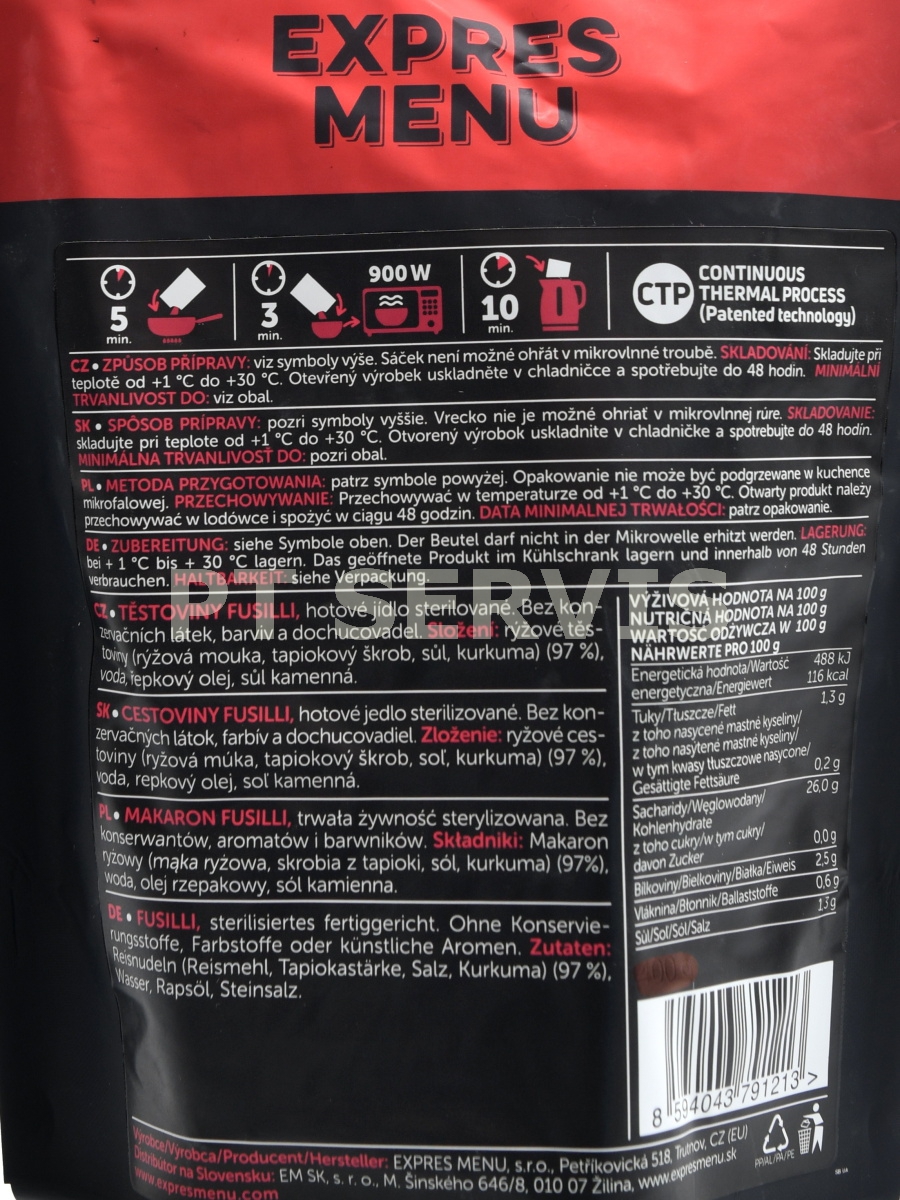 EXPRES
MENU
5
min.
3
min.
900 W
10
min.
CTP
CONTINUOUS
THERMAL PROCESS
(Patented technology)
CZ • ZPŮSOB PŘÍPRAVY: viz symboly výše. Sáček není možné ohřát v mikrovlnné troubě. SKLADOVÁNÍ: Skladujte při
teplotě od +1 °C do +30 °C. Otevřený výrobek uskladněte v chladničce a spotřebujte do 48 hodin. MINIMÁLNÍ
TRVANLIVOST DO: viz obal.
SK • SPÔSOB PRÍPRAVY: pozri symboly vyššie. Vrecko nie je možné ohriať v mikrovlnnej rúre. SKLADOVANIE:
skladujte pri teplote od +1 °C do +30 °C. Otvorený výrobok uskladnite v chladničke a spotrebujte do 48 hodín.
MINIMÁLNA TRVANLIVOSŤ DO: pozri obal.
PL • METODA PRZYGOTOWANIA: patrz symbole powyżej. Opakowanie nie może być podgrzewane w kuchence
mikrofalowej. PRZECHOWYWANIE: Przechowywać w temperaturze od +1 °C do +30 °C. Otwarty produkt należy
przechowywać w lodówce i spożyć w ciągu 48 godzin. DATA MINIMALNEJ TRWAŁOŚCI: patrz opakowanie.
DE • ZUBEREITUNG: siehe Symbole oben. Der Beutel darf nicht in der Mikrowelle erhitzt werden. LAGERUNG:
bei + 1 °C bis + 30 °C lagern. Das geöffnete Produkt im Kühlschrank lagern und innerhalb von 48 Stunden
verbrauchen. HALTBARKEIT: siehe Verpackung.
PT SERVIS
CZ • TĚSTOVINY FUSILLI, hotové jídlo sterilované. Bez kon-
zervačních látek, barviv a dochucovadel. Složení: rýžové těs-
toviny (rýžová mouka, tapiokový škrob, sůl, kurkuma) (97 %),
voda, řepkový olej, sůl kamenná.
SK • CESTOVINY FUSILLI, hotové jedlo sterilizované. Bez kon-
zervačných látok, farbív a dochucovadiel. Zloženie: ryžové ces-
toviny (ryžová múka, tapiokový škrob, soľ, kurkuma) (97 %),
voda, repkový olej, soľ kamenná.
PL • MAKARON FUSILLI, trwała żywność sterylizowana. Bez
konserwantów, aromatów i barwników. Składniki: Makaron
ryżowy (mąka ryżowa, skrobia z tapioki, sól, kurkuma) (97%),
woda, olej rzepakowy, sól kamienna.
DE • FUSILLI, sterilisiertes fertiggericht. Ohne Konservie-
rungsstoffe, Farbstoffe oder künstliche Aromen. Zutaten:
Reisnudeln (Reismehl, Tapiokastärke, Salz, Kurkuma) (97 %),
Wasser, Rapsöl, Steinsalz.
VÝŽIVOVÁ HODNOTA NA 100 g
NUTRIČNÁ HODNOTA NA 100 g
WARTOŚĆ ODŻYWCZA W 100 g
NÄHRWERTE PRO 100 g
Energetická hodnota/Wartość 488 kJ
energetyczna/Energiewert 116 kcal
Tuky/Tłuszcze/Fett 1,3 g
z toho nasycené mastné kyseliny/
z toho nasýtené mastné kyseliny/
w tym kwasy tłuszczowe nasycone/
Gesättigte Fettsäure 0,2 g
Sacharidy/Węglowodany/ 26,0 g
Kohlenhydrate
z toho cukry/w tym cukry/
davon Zucker 0,0 g
Bílkoviny/Bielkoviny/Białka/Eiweis 2,5 g
Vláknina/Błonnik/Ballaststoffe 0,6 g
Sůl/Soľ/Sól/Salz 1,3 g
8 594043 791213 >
Výrobce/Výrobca/Producent/Hersteller: EXPRES MENU, s.r.o., Petříkovická 518, Trutnov, CZ (EU)
Distribútor na Slovensku: EM SK, s. r. o., M. Šinského 646/8, 010 07 Žilina, www.expresmenu.sk
www.expresmenu.com
PP/AL/PA/PE